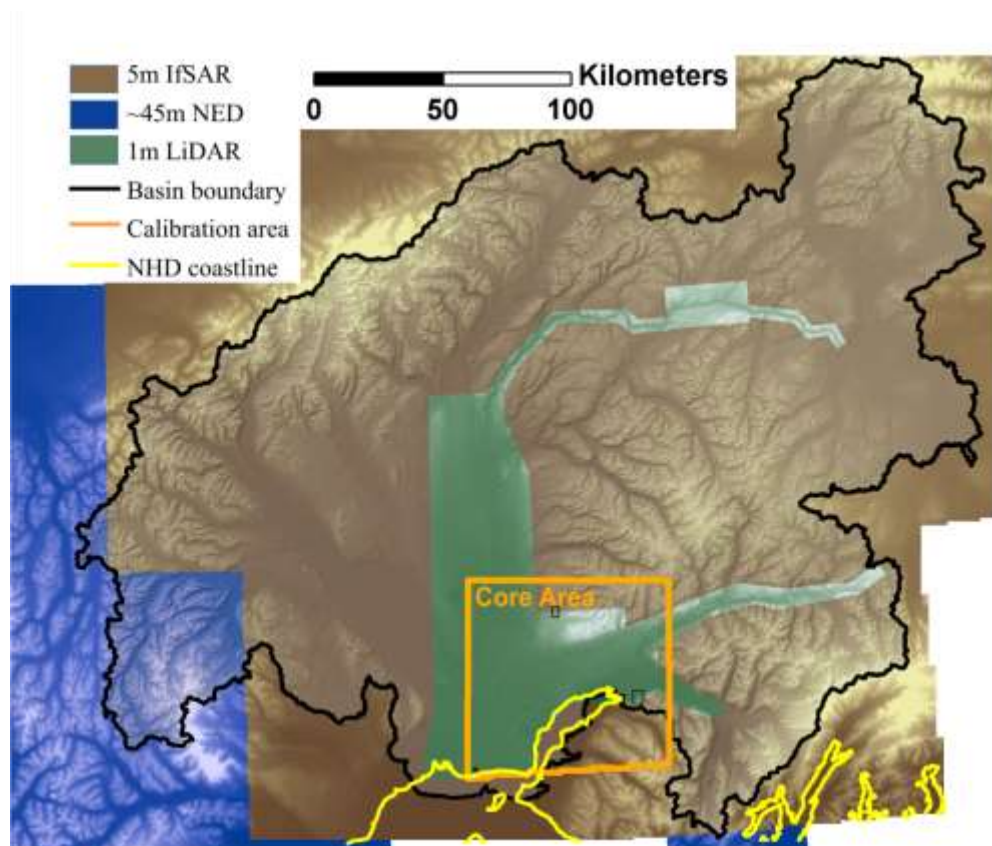 5m IfSAR
~45m NED
1m LiDAR
Basin boundary
Calibration area
NHD coastline
Kilometers
0 50 100
Core Area